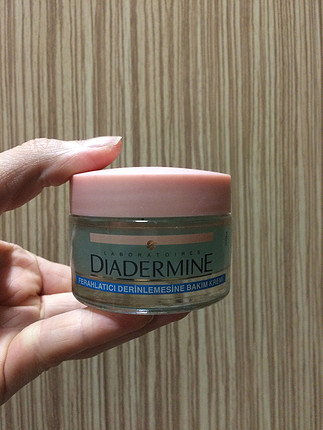 LABORATOIRES
DIADERMINE
FERAHLATICI DERİNLEMESİNE BAKIM KREMİ